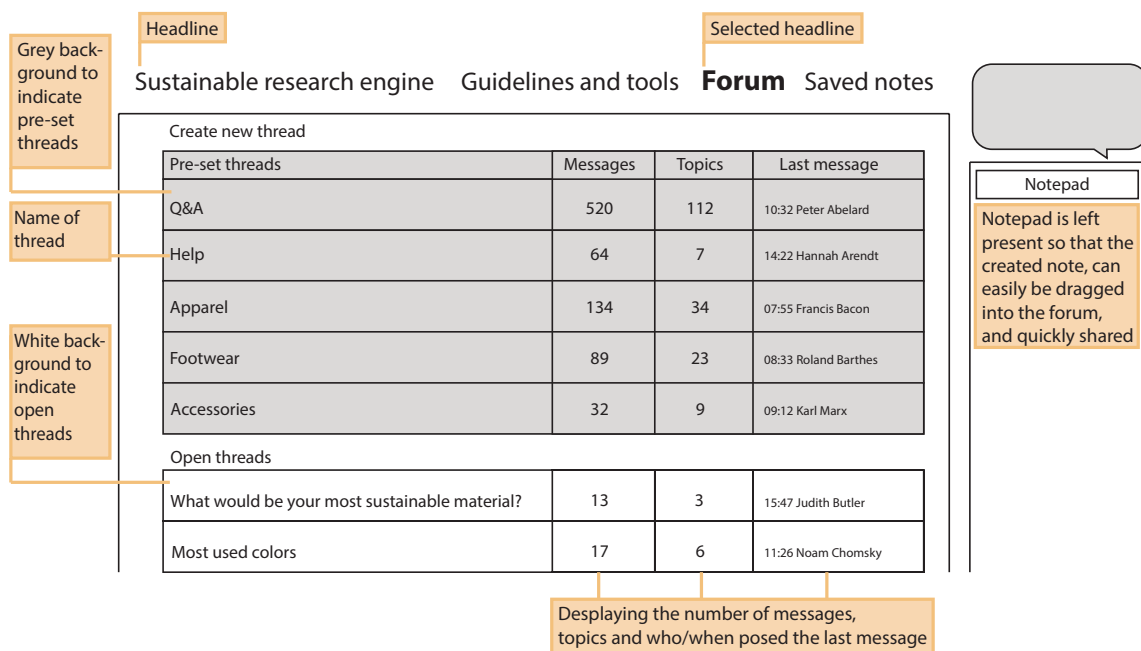 Headline
Selected headline
Grey back-
ground to
indicate
pre-set
threads
Sustainable research engine Guidelines and tools Forum Saved notes
Create new thread
Pre-set threads Messages Topics Last message
Q&A 520 112 10:32 Peter Abelard
Name of
thread
Help 64 7 14:22 Hannah Arendt
Apparel 134 34 07:55 Francis Bacon
Footwear 89 23 08:33 Roland Barthes
Accessories 32 9 09:12 Karl Marx
White back-
ground to
indicate
open
threads
Open threads
What would be your most sustainable material? 13 3 15:47 Judith Butler
Most used colors 17 6 11:26 Noam Chomsky
Notepad
Notepad is left
present so that the
created note, can
easily be dragged
into the forum,
and quickly shared
Desplaying the number of messages,
topics and who/when posed the last message